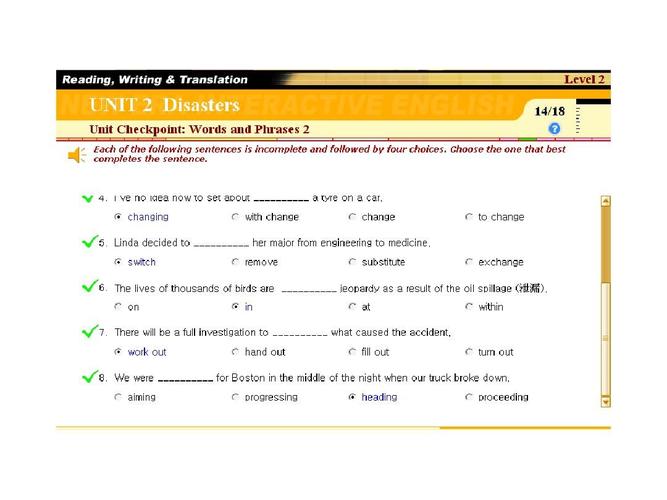 Reading, Writing & Translation Level 2
UNIT 2 Disasters
14/18
Unit Checkpoint: Words and Phrases 2
?
Each of the following sentences is incomplete and followed by four choices. Choose the one that best
completes the sentence.
4. I've no idea how to set about __________ a tyre on a car.
changing with change change to change
5. Linda decided to __________ her major from engineering to medicine.
switch remove substitute exchange
6. The lives of thousands of birds are __________ jeopardy as a result of the oil spillage (泄漏).
on in at within
7. There will be a full investigation to __________ what caused the accident.
work out hand out fill out turn out
8. We were __________ for Boston in the middle of the night when our truck broke down.
aiming progressing heading proceeding